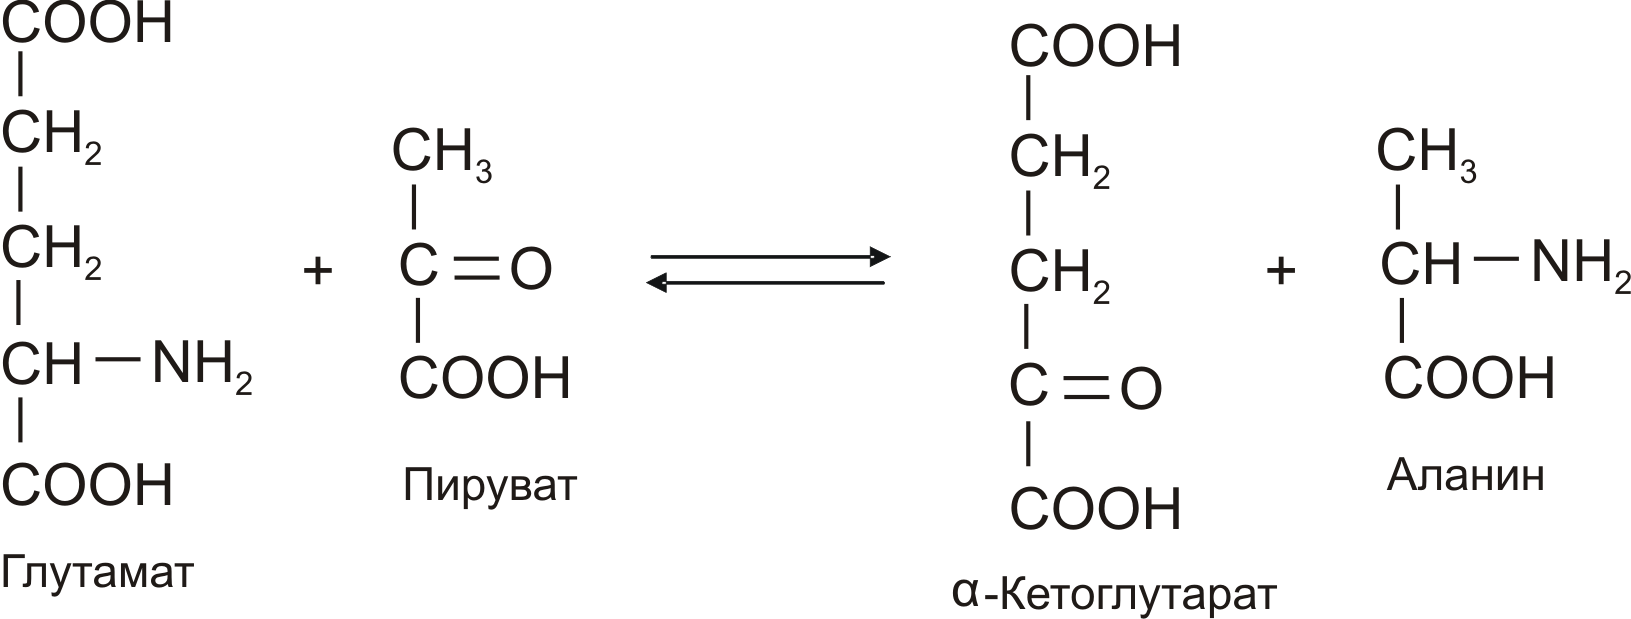 COOH
CH2
CH2
CH—NH2
COOH
Глутамат
+
CH3
C=O
COOH
Пируват
COOH
CH2
CH2
C=O
COOH
α-Кетоглутарат
+
CH3
CH—NH2
COOH
Аланин